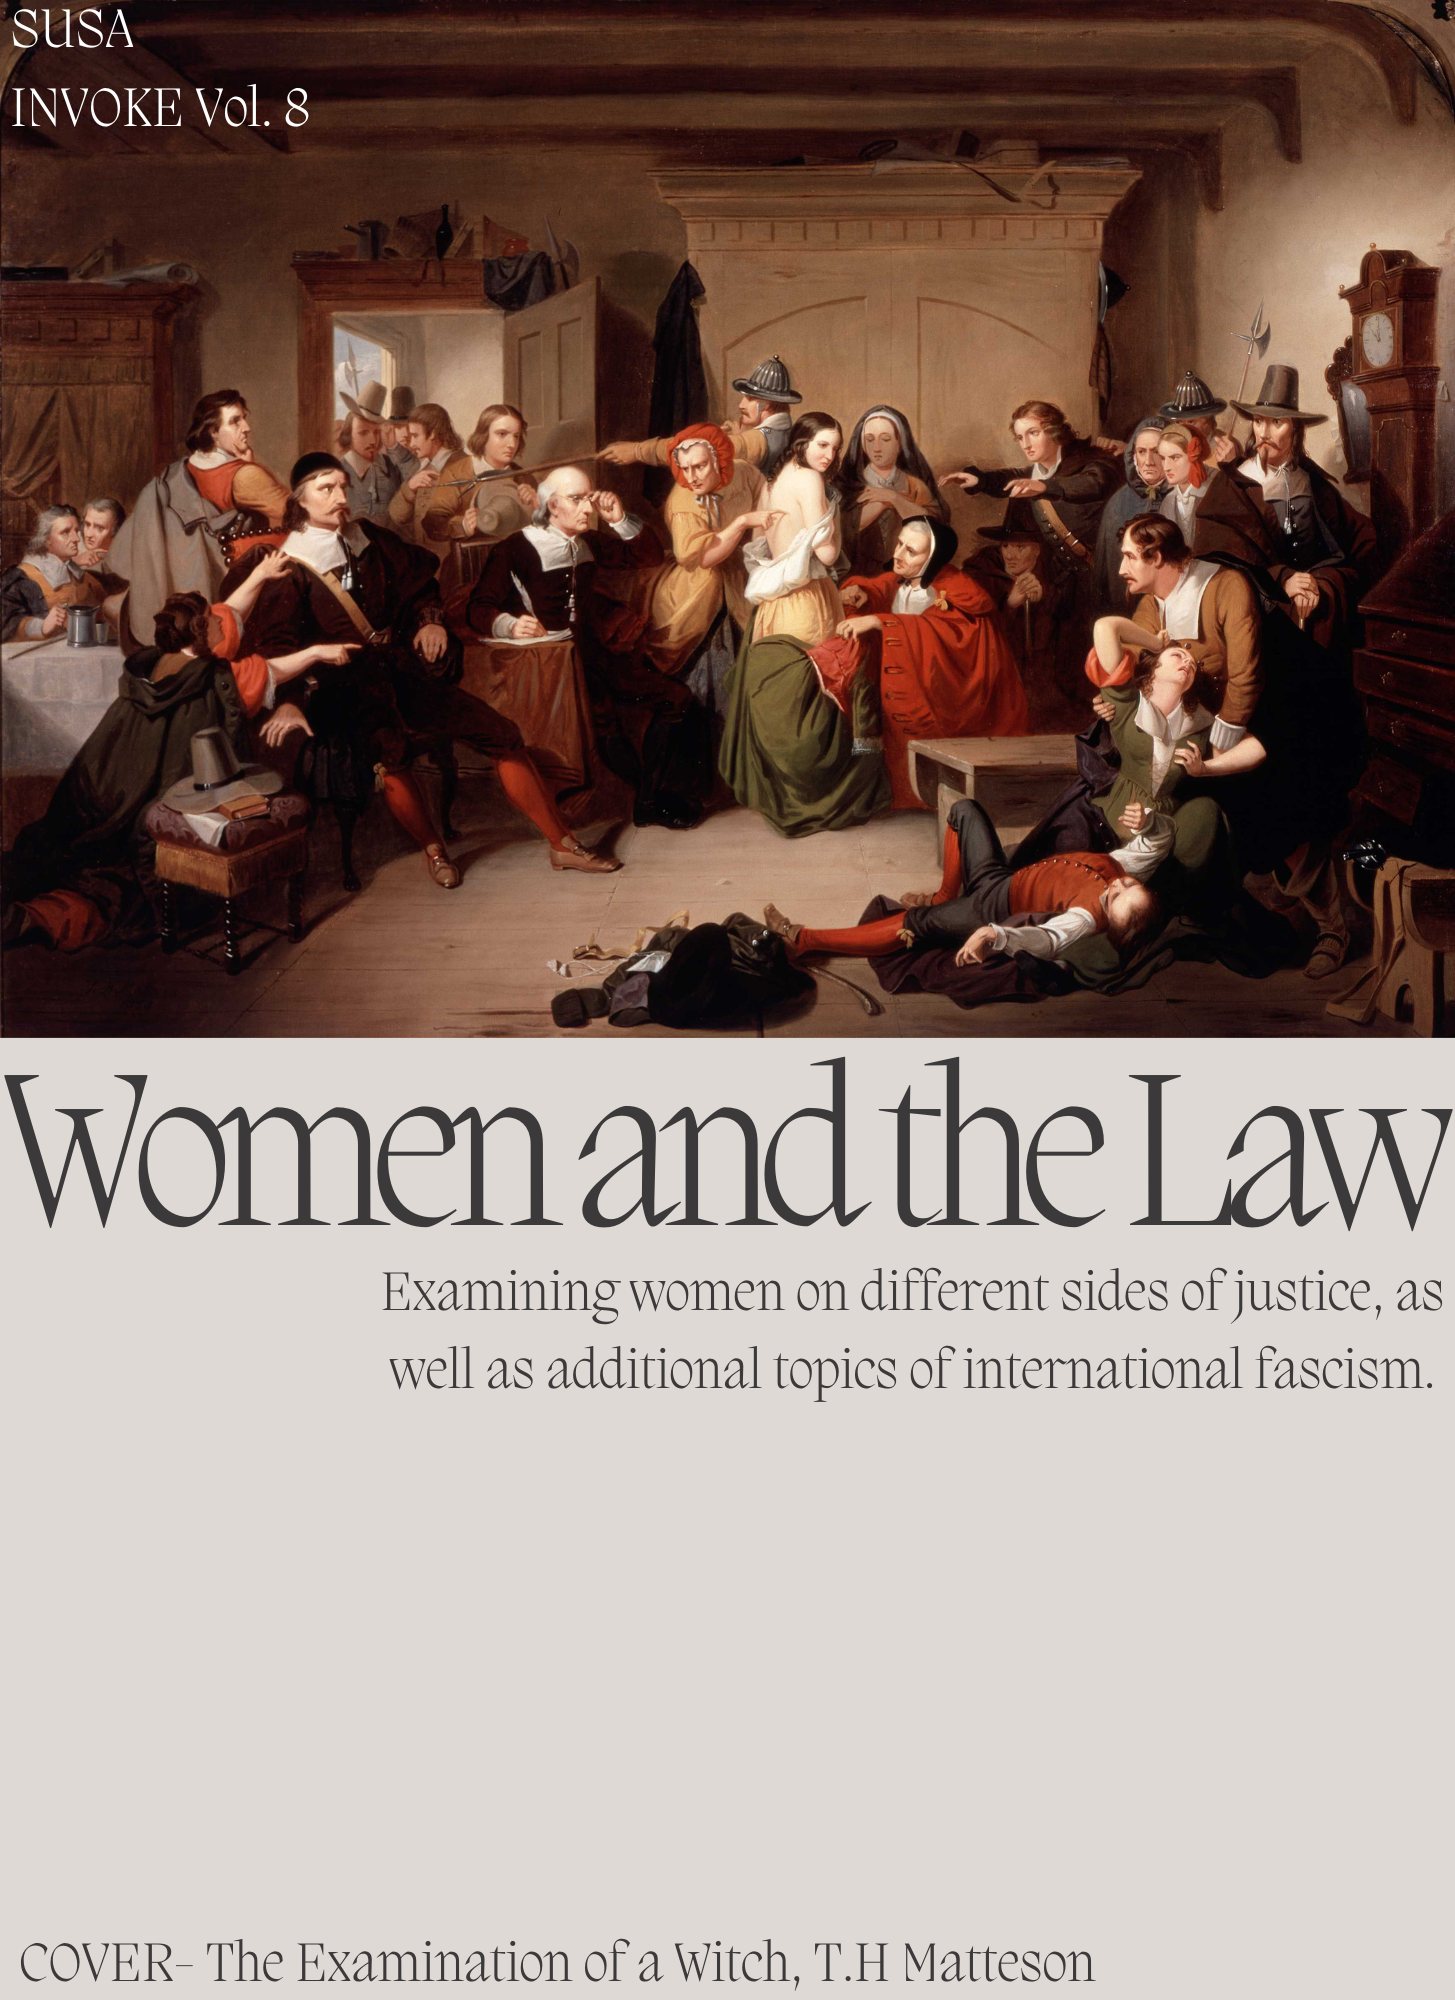 SUSA
INVOKE Vol. 8
Women and the Law
Examining women on different sides of justice, as
well as additional topics of international fascism.
COVER- The Examination of a Witch, T.H Matteson